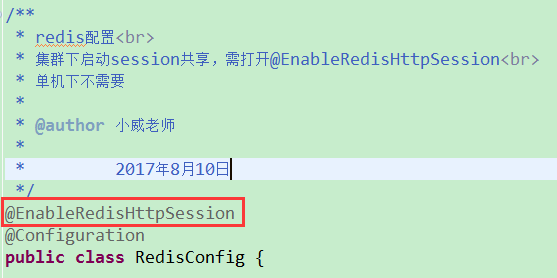 /**
 * redis配置<br>
 * 集群下启动session共享，需打开@EnableRedisHttpSession<br>
 * 单机下不需要
 *
 * @author 小威老师
 *
 *         2017年8月10日
 */
@EnableRedisHttpSession
@Configuration
public class RedisConfig {